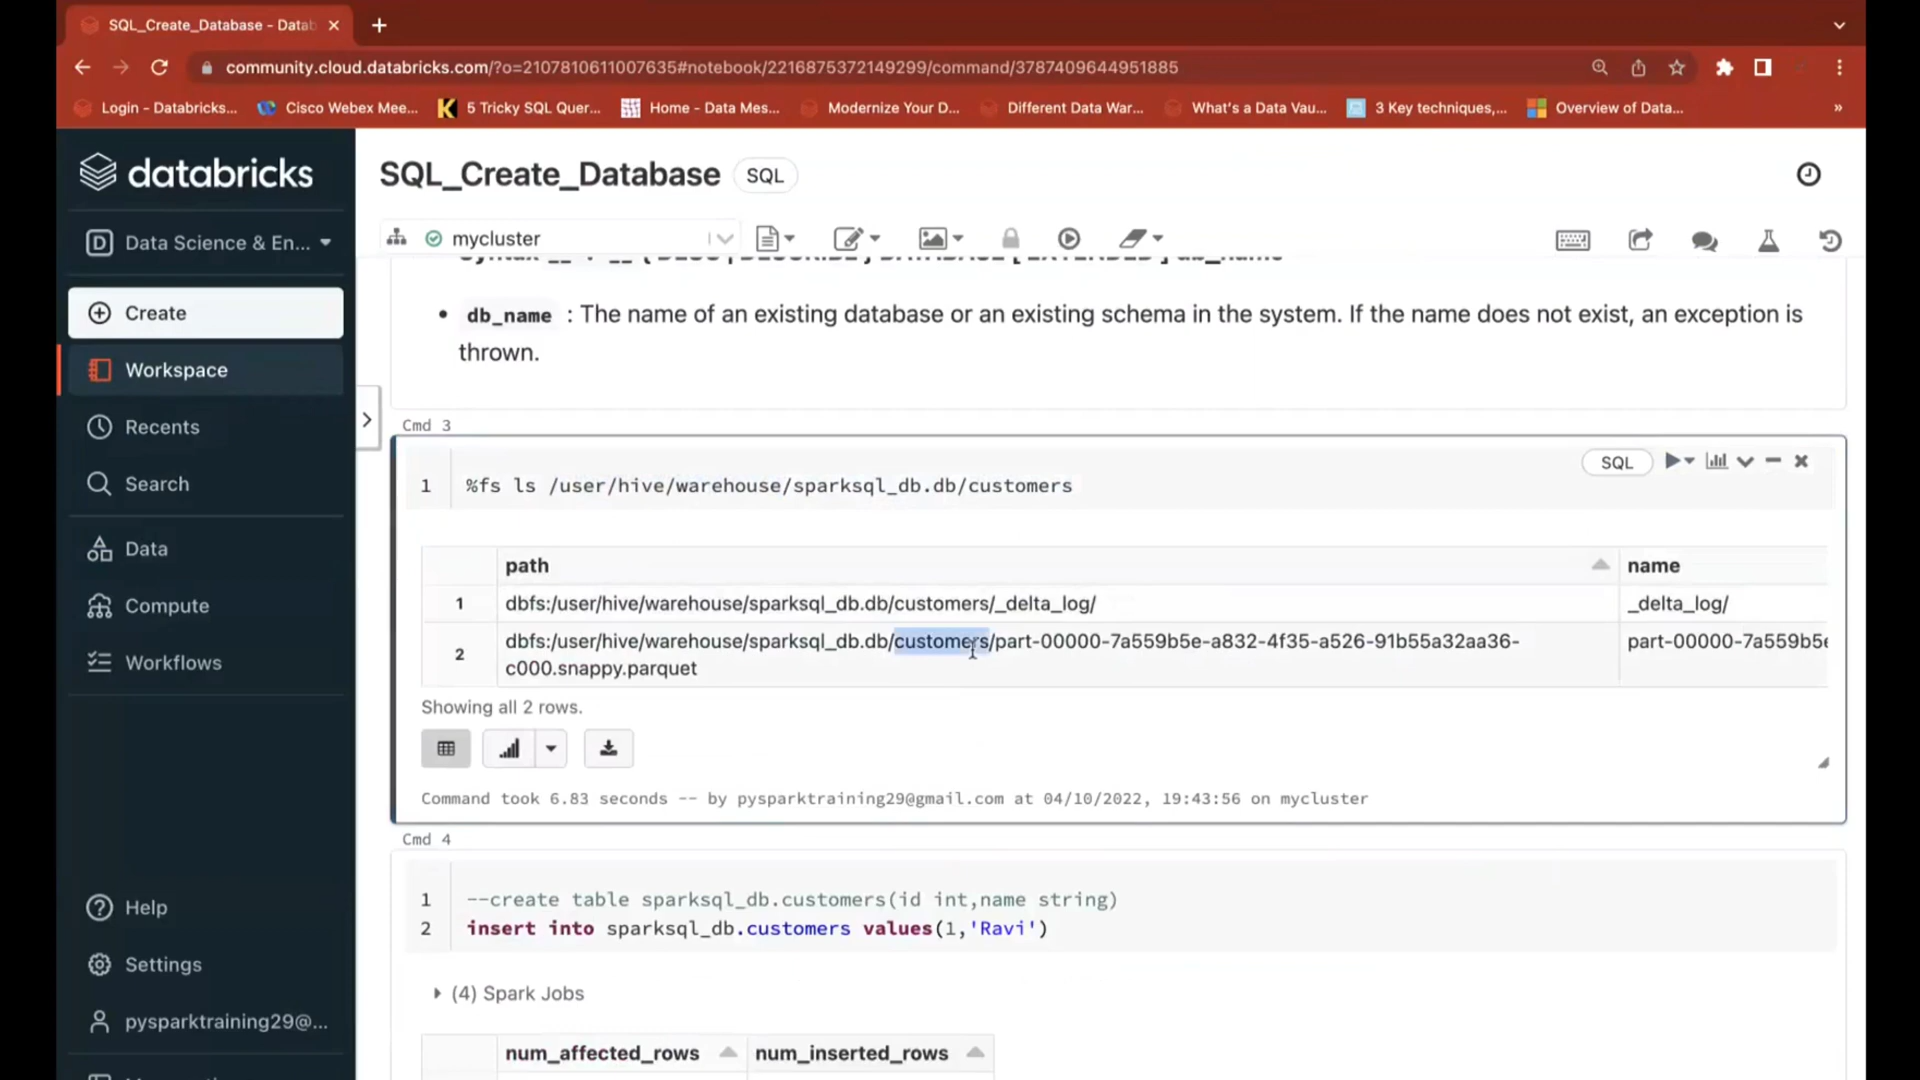 SQL_Create_Database - Datab
community.cloud.databricks.com/?o=2107810611007635#notebook/2216875372149299/command/3787409644951885
Login - Databricks... Cisco Webex Mee... 5 Tricky SQL Quer... Home - Data Mes... Modernize Your D... Different Data War... What's a Data Vau... 3 Key techniques,... Overview of Data... »
databricks
Data Science & En...
Create
Workspace
Recents
Search
Data
Compute
Workflows
Help
Settings
pysparktraining29@...
SQL_Create_Database SQL
mycluster
DATABASE [ EXTENDED ] db_name
• db_name : The name of an existing database or an existing schema in the system. If the name does not exist, an exception is
thrown.
Cmd 3
SQL
1 %fs ls /user/hive/warehouse/sparksql_db.db/customers
path name
1 dbfs:/user/hive/warehouse/sparksql_db.db/customers/_delta_log/ _delta_log/
2 dbfs:/user/hive/warehouse/sparksql_db.db/customers/part-00000-7a559b5e-a832-4f35-a526-91b55a32aa36- part-00000-7a559b5e
c000.snappy.parquet
Showing all 2 rows.
Command took 6.83 seconds -- by pysparktraining29@gmail.com at 04/10/2022, 19:43:56 on mycluster
Cmd 4
1 --create table sparksql_db.customers(id int,name string)
2 insert into sparksql_db.customers values(1,'Ravi')
(4) Spark Jobs
num_affected_rows num_inserted_rows